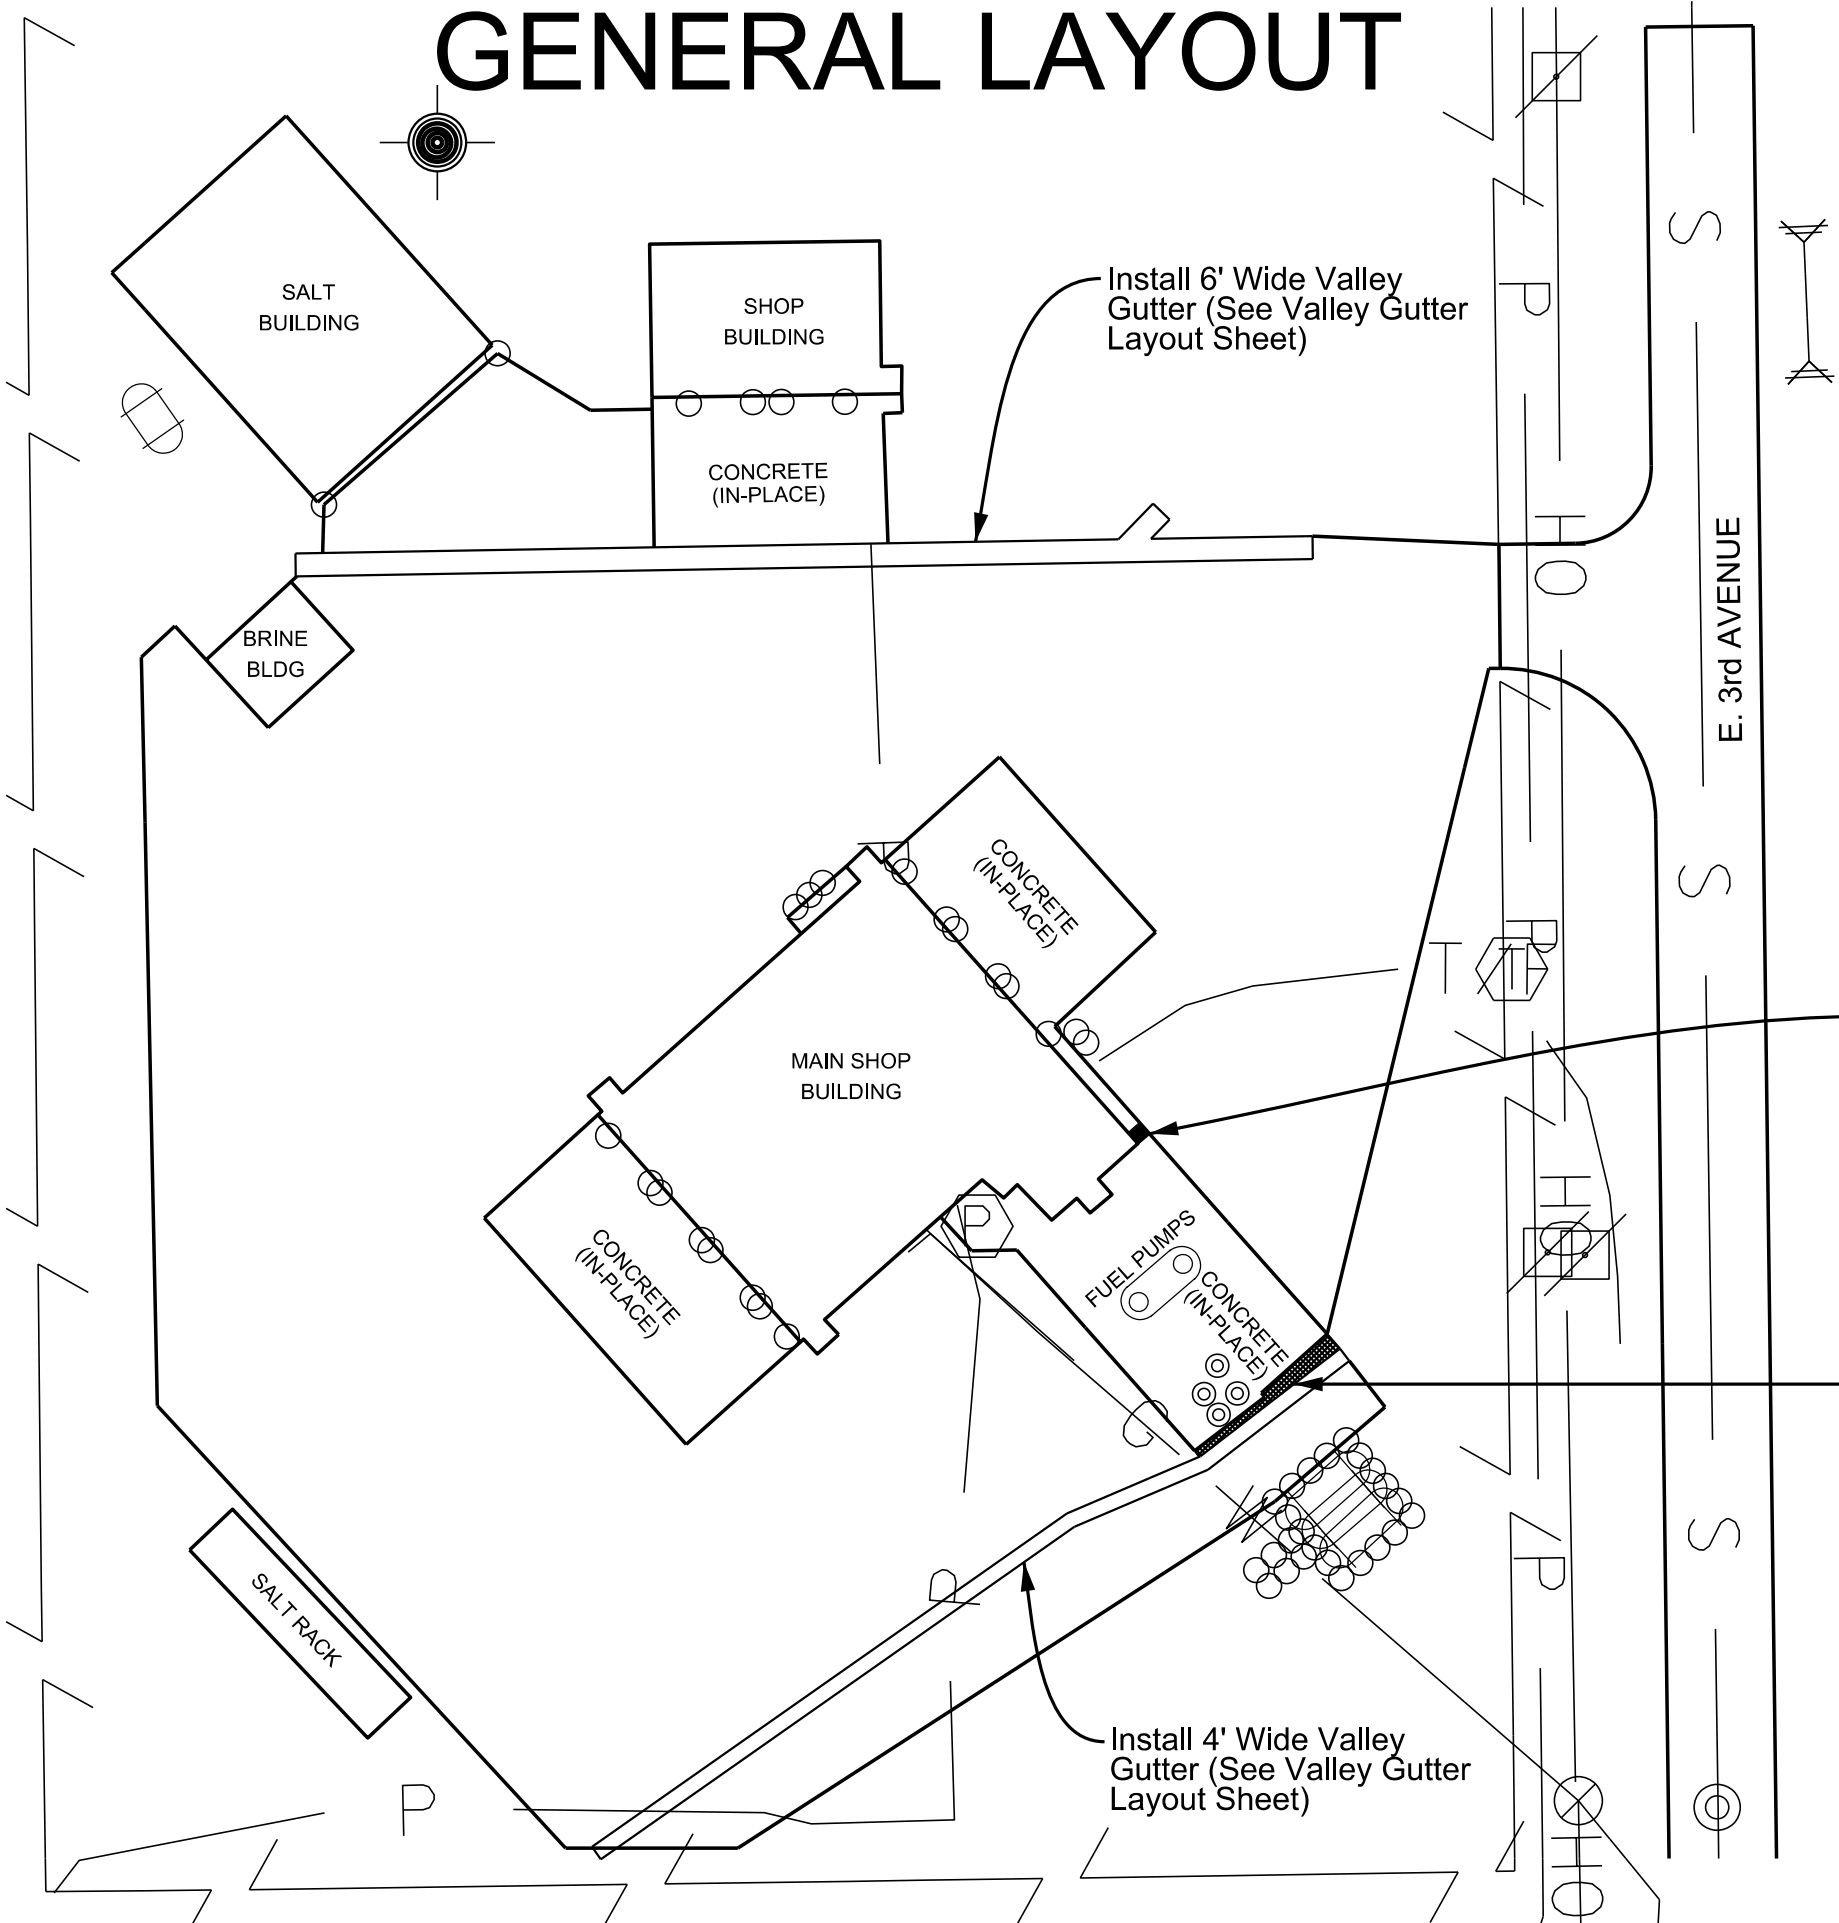 GENERAL LAYOUT
SALT
BUILDING
SHOP
BUILDING
Install 6' Wide Valley
Gutter (See Valley Gutter
Layout Sheet)
CONCRETE
(IN-PLACE)
BRINE
BLDG
E. 3rd AVENUE
CONCRETE
(IN-PLACE)
MAIN SHOP
BUILDING
CONCRETE
(IN-PLACE)
FUEL PUMPS
CONCRETE
(IN-PLACE)
SALT RACK
Install 4' Wide Valley
Gutter (See Valley Gutter
Layout Sheet)
S
S
S
P
H
O
P
T
H
O
P
P
P
P
H
O